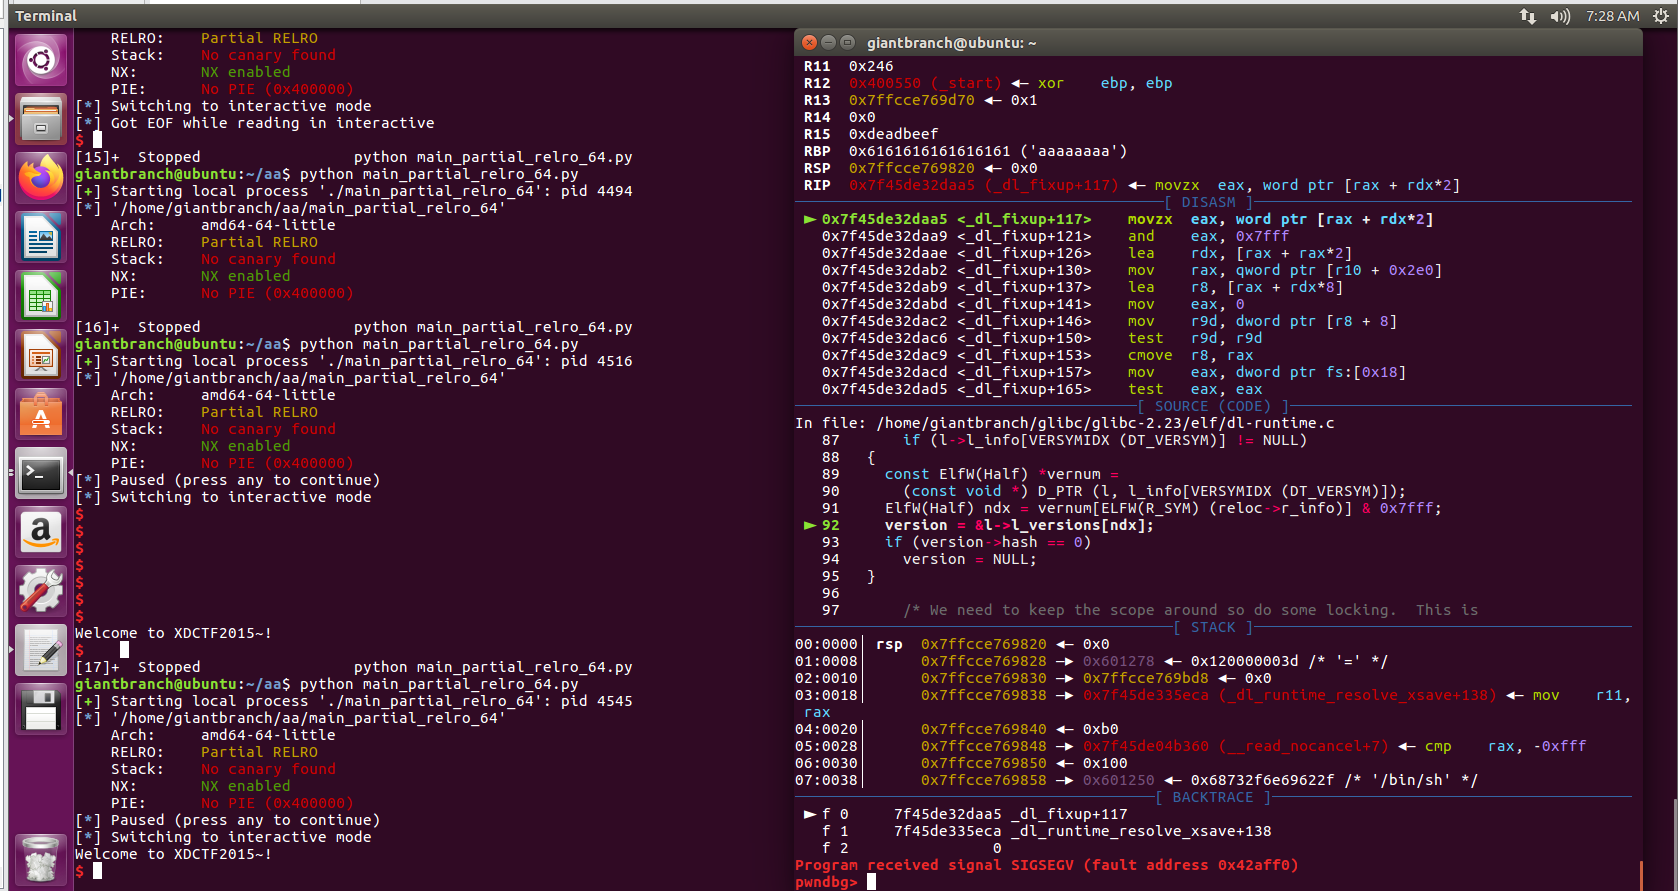 Terminal
7:28 AM
RELRO:    Partial RELRO
Stack:    No canary found
NX:       NX enabled
PIE:      No PIE (0x400000)
[*] Switching to interactive mode
[*] Got EOF while reading in interactive
$
[15]+  Stopped                 python main_partial_relro_64.py
giantbranch@ubuntu:~/aa$ python main_partial_relro_64.py
[+] Starting local process './main_partial_relro_64': pid 4494
[*] '/home/giantbranch/aa/main_partial_relro_64'
Arch:     amd64-64-little
RELRO:    Partial RELRO
Stack:    No canary found
NX:       NX enabled
PIE:      No PIE (0x400000)
[16]+  Stopped                 python main_partial_relro_64.py
giantbranch@ubuntu:~/aa$ python main_partial_relro_64.py
[+] Starting local process './main_partial_relro_64': pid 4516
[*] '/home/giantbranch/aa/main_partial_relro_64'
Arch:     amd64-64-little
RELRO:    Partial RELRO
Stack:    No canary found
NX:       NX enabled
PIE:      No PIE (0x400000)
[*] Paused (press any to continue)
[*] Switching to interactive mode
$
$
$
$
$
$
$
Welcome to XDCTF2015~!
$
[17]+  Stopped                 python main_partial_relro_64.py
giantbranch@ubuntu:~/aa$ python main_partial_relro_64.py
[+] Starting local process './main_partial_relro_64': pid 4545
[*] '/home/giantbranch/aa/main_partial_relro_64'
Arch:     amd64-64-little
RELRO:    Partial RELRO
Stack:    No canary found
NX:       NX enabled
PIE:      No PIE (0x400000)
[*] Paused (press any to continue)
[*] Switching to interactive mode
Welcome to XDCTF2015~!
$
giantbranch@ubuntu: ~
R11  0x246
R12  0x400550 (_start) ◂— xor    ebp, ebp
R13  0x7ffcce769d70 ◂— 0x1
R14  0x0
R15  0xdeadbeef
RBP  0x6161616161616161 ('aaaaaaaa')
RSP  0x7ffcce769820 ◂— 0x0
RIP  0x7f45de32daa5 (_dl_fixup+117) ◂— movzx  eax, word ptr [rax + rdx*2]
[ DISASM ]
► 0x7f45de32daa5 <_dl_fixup+117>    movzx  eax, word ptr [rax + rdx*2]
0x7f45de32daa9 <_dl_fixup+121>    and    eax, 0x7fff
0x7f45de32daae <_dl_fixup+126>    lea    rdx, [rax + rax*2]
0x7f45de32dab2 <_dl_fixup+130>    mov    rax, qword ptr [r10 + 0x2e0]
0x7f45de32dab9 <_dl_fixup+137>    lea    r8, [rax + rdx*8]
0x7f45de32dabd <_dl_fixup+141>    mov    eax, 0
0x7f45de32dac2 <_dl_fixup+146>    mov    r9d, dword ptr [r8 + 8]
0x7f45de32dac6 <_dl_fixup+150>    test   r9d, r9d
0x7f45de32dac9 <_dl_fixup+153>    cmove  r8, rax
0x7f45de32dacd <_dl_fixup+157>    mov    eax, dword ptr fs:[0x18]
0x7f45de32dad5 <_dl_fixup+165>    test   eax, eax
[ SOURCE (CODE) ]
In file: /home/giantbranch/glibc/glibc-2.23/elf/dl-runtime.c
87       if (l->l_info[VERSYMIDX (DT_VERSYM)] != NULL)
88   {
89     const ElfW(Half) *vernum =
90       (const void *) D_PTR (l, l_info[VERSYMIDX (DT_VERSYM)]);
91     ElfW(Half) ndx = vernum[ELFW(R_SYM) (reloc->r_info)] & 0x7fff;
► 92     version = &l->l_versions[ndx];
93     if (version->hash == 0)
94       version = NULL;
95   }
96
97       /* We need to keep the scope around so do some locking.  This is
[ STACK ]
00:0000│ rsp  0x7ffcce769820 ◂— 0x0
01:0008│      0x7ffcce769828 —▸ 0x601278 ◂— 0x120000003d /* '=' */
02:0010│      0x7ffcce769830 —▸ 0x7ffcce769bd8 ◂— 0x0
03:0018│      0x7ffcce769838 —▸ 0x7f45de335eca (_dl_runtime_resolve_xsave+138) ◂— mov    r11,
rax
04:0020│      0x7ffcce769840 ◂— 0xb0
05:0028│      0x7ffcce769848 —▸ 0x7f45de04b360 (__read_nocancel+7) ◂— cmp    rax, -0xfff
06:0030│      0x7ffcce769850 ◂— 0x100
07:0038│      0x7ffcce769858 —▸ 0x601250 ◂— 0x68732f6e69622f /* '/bin/sh' */
[ BACKTRACE ]
► f 0     7f45de32daa5 _dl_fixup+117
f 1     7f45de335eca _dl_runtime_resolve_xsave+138
f 2                0
Program received signal SIGSEGV (fault address 0x42aff0)
pwndbg>